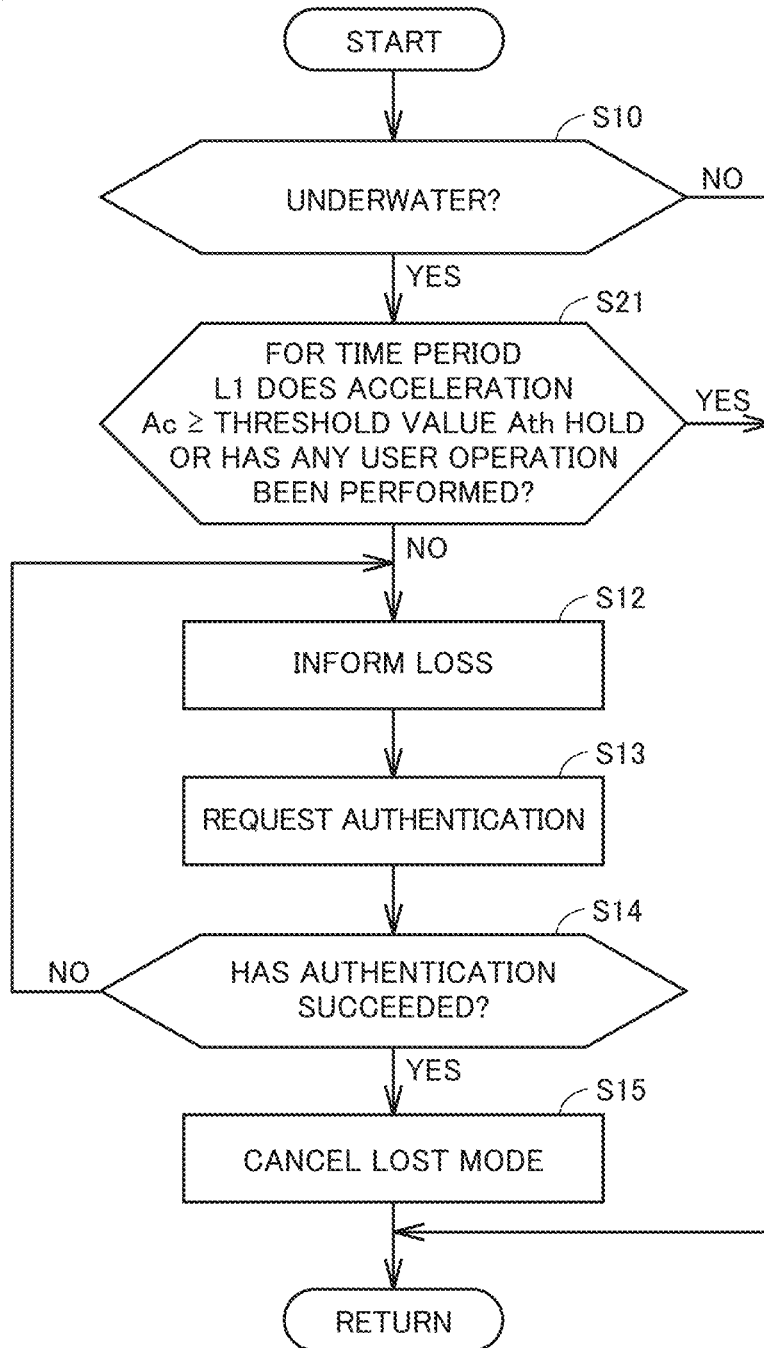 START
S10
UNDERWATER?
NO
YES
S21
FOR TIME PERIOD
L1 DOES ACCELERATION
Ac ≥ THRESHOLD VALUE Ath HOLD
OR HAS ANY USER OPERATION
BEEN PERFORMED?
YES
NO
S12
INFORM LOSS
S13
REQUEST AUTHENTICATION
S14
HAS AUTHENTICATION
SUCCEEDED?
NO
YES
S15
CANCEL LOST MODE
RETURN